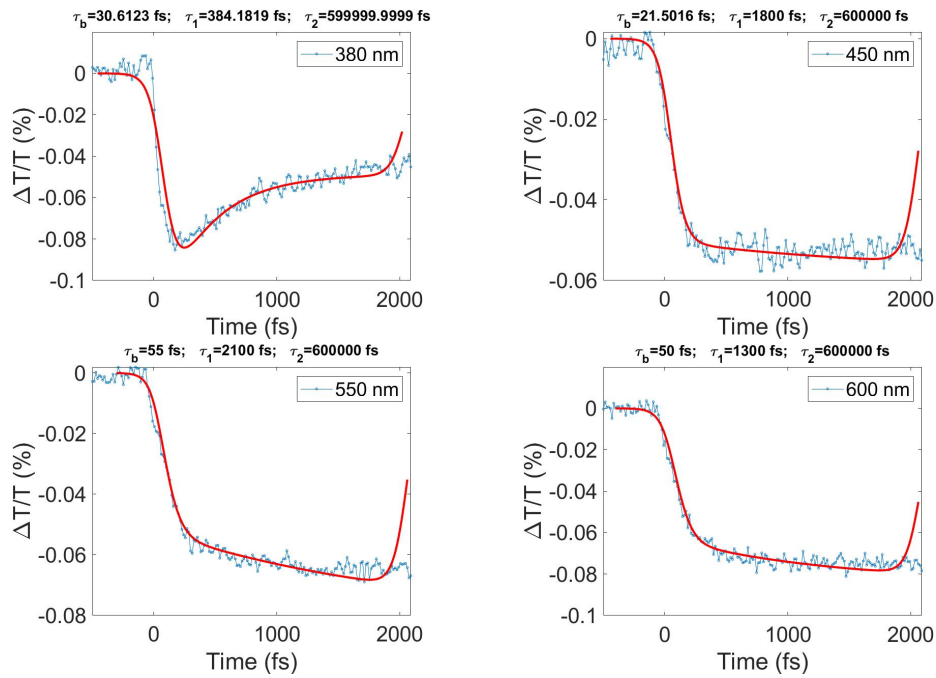 τb=30.6123 fs; τ1=384.1819 fs; τ2=599999.9999 fs
380 nm
0
-0.02
-0.04
-0.06
-0.08
-0.1
ΔT/T (%)
0 1000 2000
Time (fs)
τb=21.5016 fs; τ1=1800 fs; τ2=600000 fs
450 nm
0
-0.02
-0.04
-0.06
ΔT/T (%)
0 1000 2000
Time (fs)
τb=55 fs; τ1=2100 fs; τ2=600000 fs
550 nm
0
-0.02
-0.04
-0.06
-0.08
ΔT/T (%)
0 1000 2000
Time (fs)
τb=50 fs; τ1=1300 fs; τ2=600000 fs
600 nm
0
-0.02
-0.04
-0.06
-0.08
-0.1
ΔT/T (%)
0 1000 2000
Time (fs)